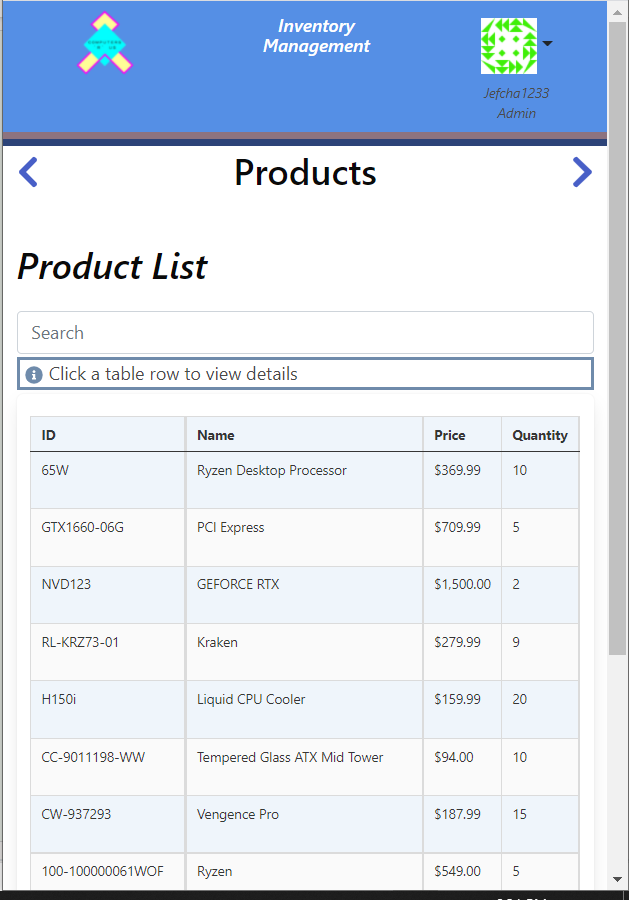 COMPUTERS
R US
Inventory
Management
Jefcha1233
Admin
Products
Product List
Search
Click a table row to view details
ID Name Price Quantity
65W Ryzen Desktop Processor $369.99 10
GTX1660-06G PCI Express $709.99 5
NVD123 GEFORCE RTX $1,500.00 2
RL-KRZ73-01 Kraken $279.99 9
H150i Liquid CPU Cooler $159.99 20
CC-9011198-WW Tempered Glass ATX Mid Tower $94.00 10
CW-937293 Vengence Pro $187.99 15
100-100000061WOF Ryzen $549.00 5